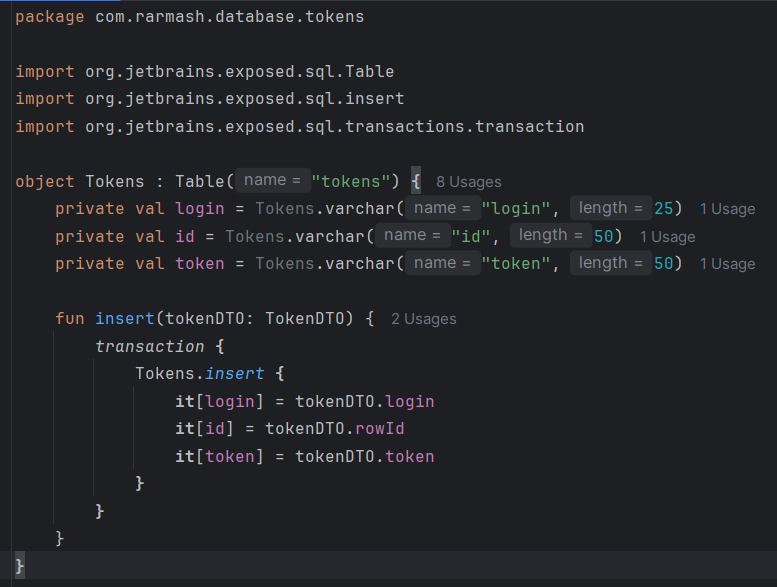 package com.rarmash.database.tokens
import org.jetbrains.exposed.sql.Table
import org.jetbrains.exposed.sql.insert
import org.jetbrains.exposed.sql.transactions.transaction
object Tokens : Table( name = "tokens") { 8 Usages
private val login = Tokens.varchar( name = "login", length = 25) 1 Usage
private val id = Tokens.varchar( name = "id", length = 50) 1 Usage
private val token = Tokens.varchar( name = "token", length = 50) 1 Usage
fun insert(tokenDTO: TokenDTO) { 2 Usages
transaction {
Tokens.insert {
it[login] = tokenDTO.login
it[id] = tokenDTO.rowId
it[token] = tokenDTO.token
}
}
}
}